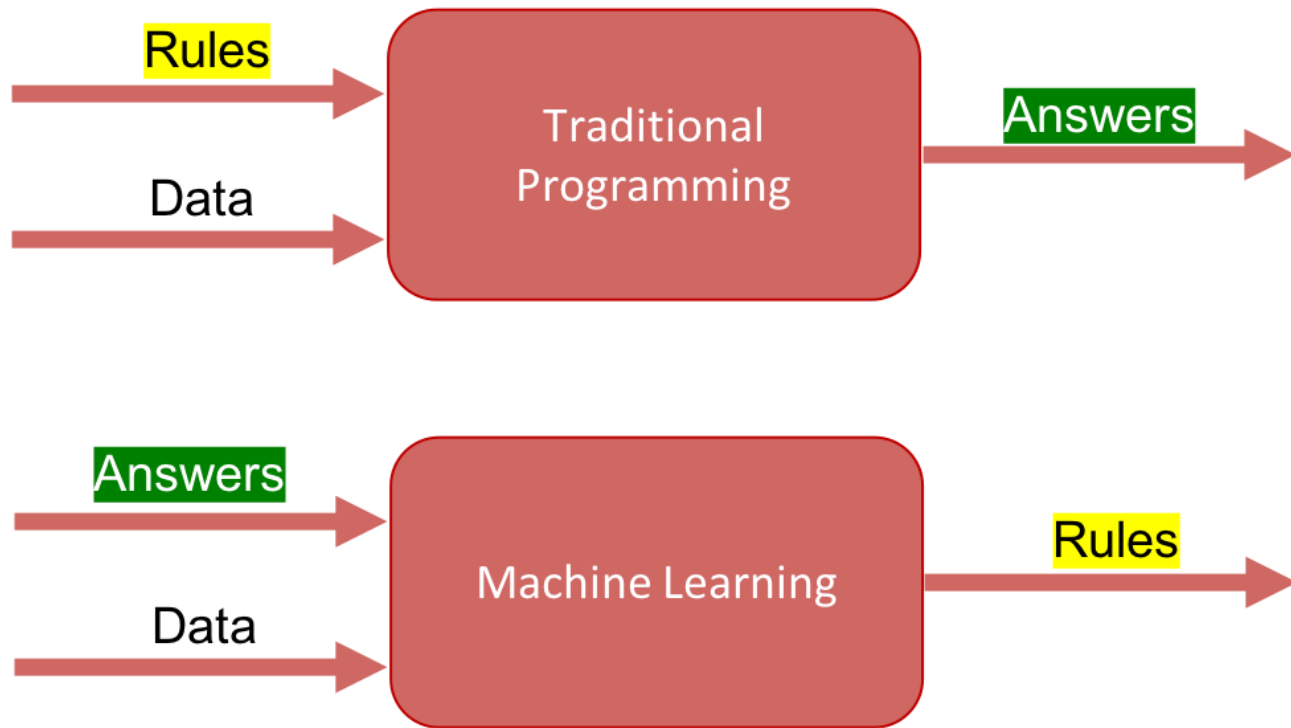 Rules
Data
Traditional
Programming
Answers
Answers
Data
Machine Learning
Rules